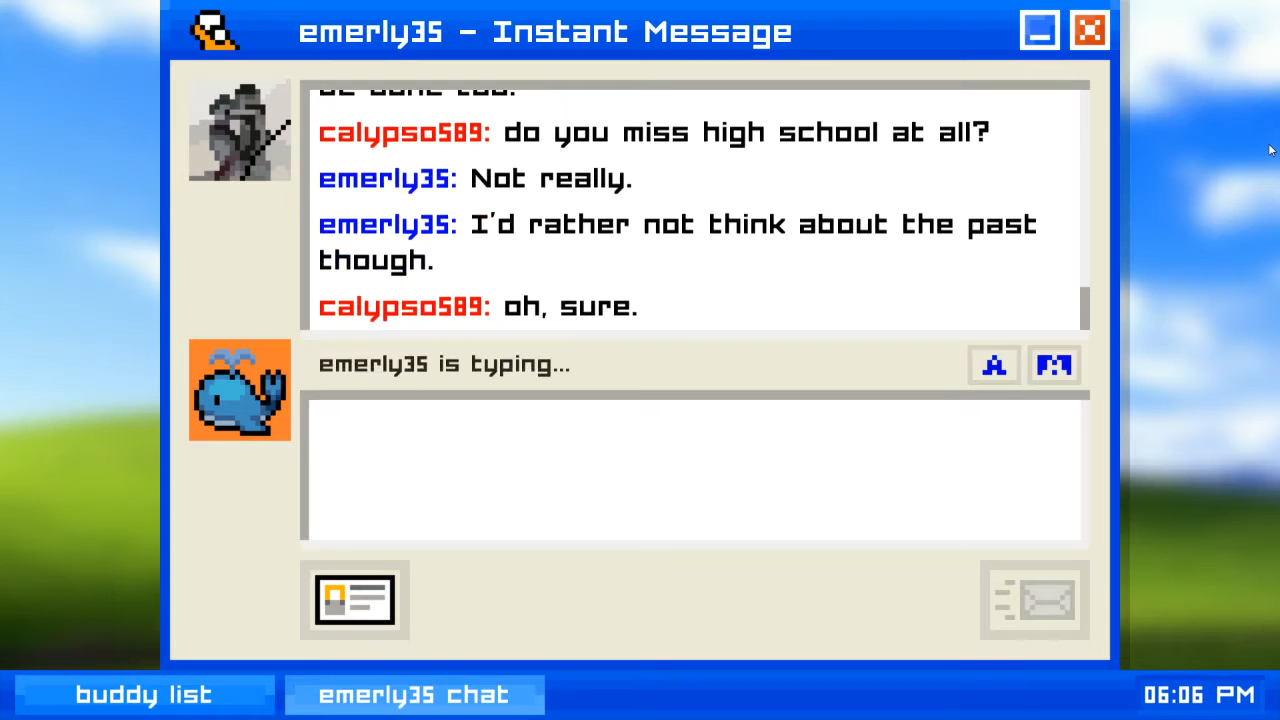 emerly35 - Instant Message
calypso589: do you miss high school at all?
emerly35: Not really.
emerly35: I'd rather not think about the past
though.
calypso589: oh, sure.
emerly35 is typing...
A
buddy list
emerly35 chat
06:06 PM